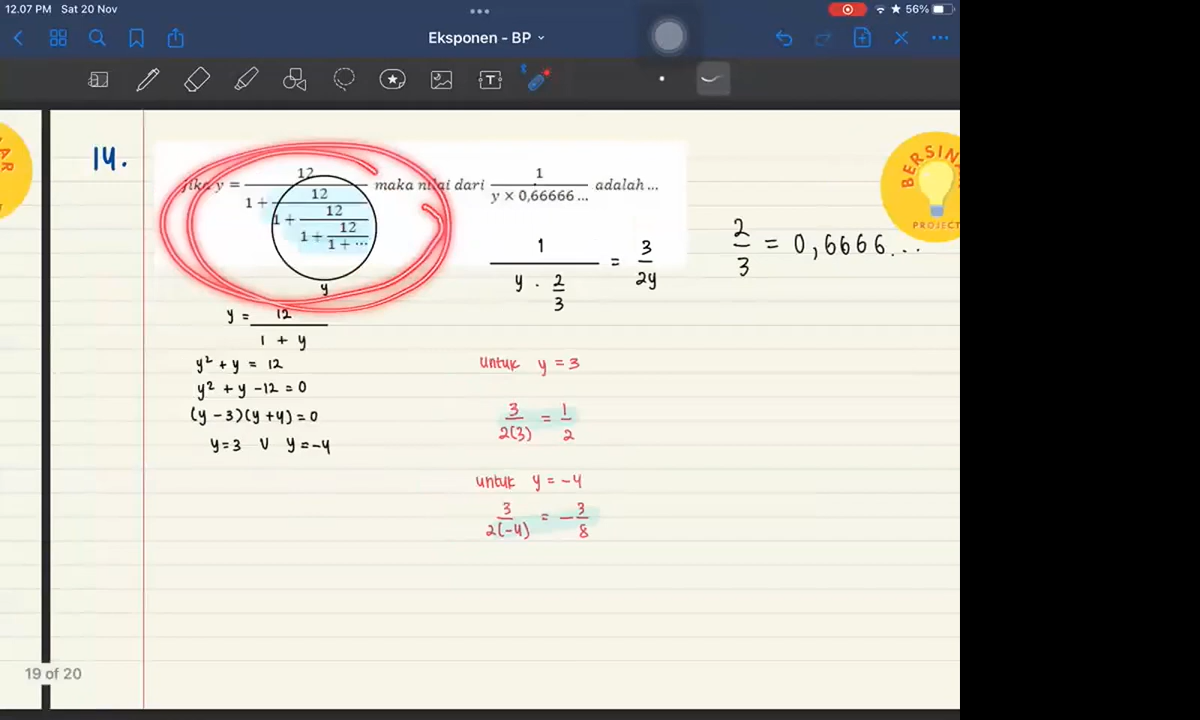 12.07 PM Sat 20 Nov
56%
Eksponen - BP
14.
jika y = 12 / (1 + 12 / (1 + 12 / (1 + 12 / (1 + ⋯)))) maka nilai dari 1 / (y × 0,66666 …) adalah …
y
y = 12 / (1 + y)
y² + y = 12
y² + y - 12 = 0
(y - 3)(y + 4) = 0
y = 3 V y = -4
1 / (y . 2/3) = 3/2y
2/3 = 0,6666...
untuk y = 3
3/2(3) = 1/2
untuk y = -4
3/2(-4) = -3/8
BERSIN
PROJECT
AR
19 of 20